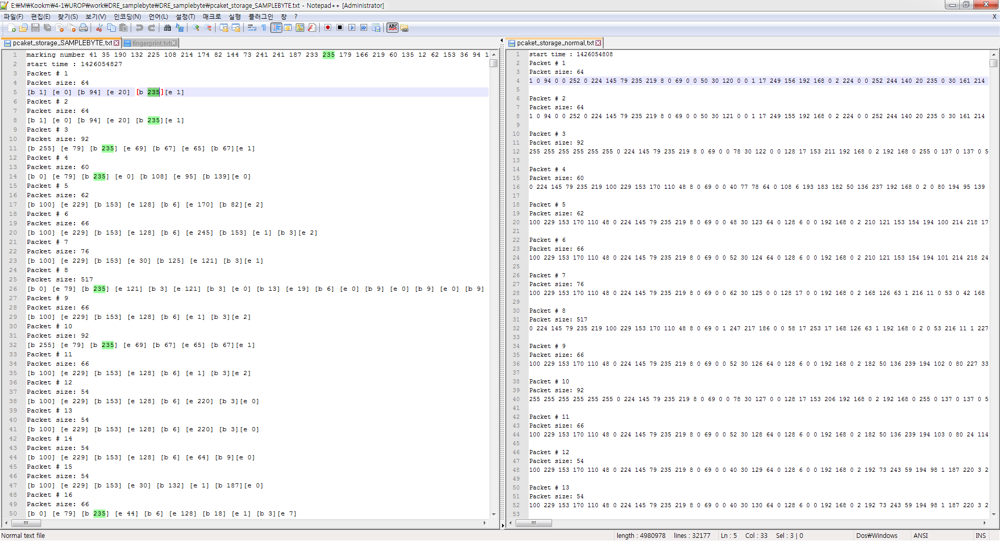 E:₩M₩Kookm₩4-1₩UROP₩work₩DRE_samplebyte₩DRE_samplebyte₩pcaket_storage_SAMPLEBYTE.txt - Notepad++ [Administrator]
파일(F) 편집(E) 찾기(S) 보기(V) 인코딩(N) 언어(L) 설정(T) 매크로 실행 플러그인 창 ? X
pcaket_storage_SAMPLEBYTE.txt fingerprint.txt
1 marking number 41 35 190 132 225 108 214 174 82 144 73 241 241 187 233 235 179 166 219 60 135 12 62 153 36 94 1
2 start time : 1426054827
3 Packet # 1
4 Packet size: 64
5 [b 1] [e 0] [b 94] [e 20] [b 235][e 1]
6 Packet # 2
7 Packet size: 64
8 [b 1] [e 0] [b 94] [e 20] [b 235][e 1]
9 Packet # 3
10 Packet size: 92
11 [b 255] [e 79] [b 235] [e 69] [b 67] [e 65] [b 67][e 1]
12 Packet # 4
13 Packet size: 60
14 [b 0] [e 79] [b 235] [e 0] [b 108] [e 95] [b 139][e 0]
15 Packet # 5
16 Packet size: 62
17 [b 100] [e 229] [b 153] [e 128] [b 6] [e 170] [b 82][e 2]
18 Packet # 6
19 Packet size: 66
20 [b 100] [e 229] [b 153] [e 128] [b 6] [e 245] [b 153] [e 1] [b 3][e 2]
21 Packet # 7
22 Packet size: 76
23 [b 100] [e 229] [b 153] [e 30] [b 125] [e 121] [b 3][e 1]
24 Packet # 8
25 Packet size: 517
26 [b 0] [e 79] [b 235] [e 121] [b 3] [e 121] [b 3] [e 0] [b 13] [e 19] [b 6] [e 0] [b 9] [e 0] [b 9] [e 0] [b 9]
27 Packet # 9
28 Packet size: 66
29 [b 100] [e 229] [b 153] [e 128] [b 6] [e 1] [b 3][e 2]
30 Packet # 10
31 Packet size: 92
32 [b 255] [e 79] [b 235] [e 69] [b 67] [e 65] [b 67][e 1]
33 Packet # 11
34 Packet size: 66
35 [b 100] [e 229] [b 153] [e 128] [b 6] [e 1] [b 3][e 2]
36 Packet # 12
37 Packet size: 54
38 [b 100] [e 229] [b 153] [e 128] [b 6] [e 220] [b 3][e 0]
39 Packet # 13
40 Packet size: 54
41 [b 100] [e 229] [b 153] [e 128] [b 6] [e 220] [b 3][e 0]
42 Packet # 14
43 Packet size: 54
44 [b 100] [e 229] [b 153] [e 128] [b 6] [e 64] [b 9][e 0]
45 Packet # 15
46 Packet size: 54
47 [b 100] [e 229] [b 153] [e 30] [b 132] [e 1] [b 187][e 0]
48 Packet # 16
49 Packet size: 66
50 [b 0] [e 79] [b 235] [e 44] [b 6] [e 128] [b 18] [e 1] [b 3][e 7]
pcaket_storage_normal.txt
1 start time : 1426054808
2 Packet # 1
3 Packet size: 64
4 1 0 94 0 0 252 0 224 145 79 235 219 8 0 69 0 0 50 30 120 0 0 1 17 249 156 192 168 0 2 224 0 0 252 244 140 20 235 0 30 161 214
5
6 Packet # 2
7 Packet size: 64
8 1 0 94 0 0 252 0 224 145 79 235 219 8 0 69 0 0 50 30 121 0 0 1 17 249 155 192 168 0 2 224 0 0 252 244 140 20 235 0 30 161 214
9
10 Packet # 3
11 Packet size: 92
12 255 255 255 255 255 255 0 224 145 79 235 219 8 0 69 0 0 78 30 122 0 0 128 17 153 211 192 168 0 2 192 168 0 255 0 137 0 137 0 5
13
14 Packet # 4
15 Packet size: 60
16 0 224 145 79 235 219 100 229 153 170 110 48 8 0 69 0 0 40 77 78 64 0 108 6 193 183 182 50 136 237 192 168 0 2 0 80 194 95 139
17
18 Packet # 5
19 Packet size: 62
20 100 229 153 170 110 48 0 224 145 79 235 219 8 0 69 0 0 48 30 123 64 0 128 6 0 0 192 168 0 2 210 121 153 154 194 100 214 218 17
21
22 Packet # 6
23 Packet size: 66
24 100 229 153 170 110 48 0 224 145 79 235 219 8 0 69 0 0 52 30 124 64 0 128 6 0 0 192 168 0 2 210 121 153 154 194 101 214 218 24
25
26 Packet # 7
27 Packet size: 76
28 100 229 153 170 110 48 0 224 145 79 235 219 8 0 69 0 0 62 30 125 0 0 128 17 0 0 192 168 0 2 168 126 63 1 216 11 0 53 0 42 168
29
30 Packet # 8
31 Packet size: 517
32 0 224 145 79 235 219 100 229 153 170 110 48 8 0 69 0 1 247 217 186 0 0 58 17 253 17 168 126 63 1 192 168 0 2 0 53 216 11 1 227
33
34 Packet # 9
35 Packet size: 66
36 100 229 153 170 110 48 0 224 145 79 235 219 8 0 69 0 0 52 30 126 64 0 128 6 0 0 192 168 0 2 182 50 136 239 194 102 0 80 227 33
37
38 Packet # 10
39 Packet size: 92
40 255 255 255 255 255 255 0 224 145 79 235 219 8 0 69 0 0 78 30 127 0 0 128 17 153 206 192 168 0 2 192 168 0 255 0 137 0 137 0 5
41
42 Packet # 11
43 Packet size: 66
44 100 229 153 170 110 48 0 224 145 79 235 219 8 0 69 0 0 52 30 128 64 0 128 6 0 0 192 168 0 2 182 50 136 239 194 103 0 80 24 114
45
46 Packet # 12
47 Packet size: 54
48 100 229 153 170 110 48 0 224 145 79 235 219 8 0 69 0 0 40 30 129 64 0 128 6 0 0 192 168 0 2 192 73 243 59 194 98 1 187 220 3 2
49
50 Packet # 13
51 Packet size: 54
52 100 229 153 170 110 48 0 224 145 79 235 219 8 0 69 0 0 40 30 130 64 0 128 6 0 0 192 168 0 2 192 73 243 59 194 98 1 187 220 3 2
53
Normal text file length : 4980978 lines : 32177 Ln : 5 Col : 33 Sel : 3 | 0 Dos₩Windows ANSI INS